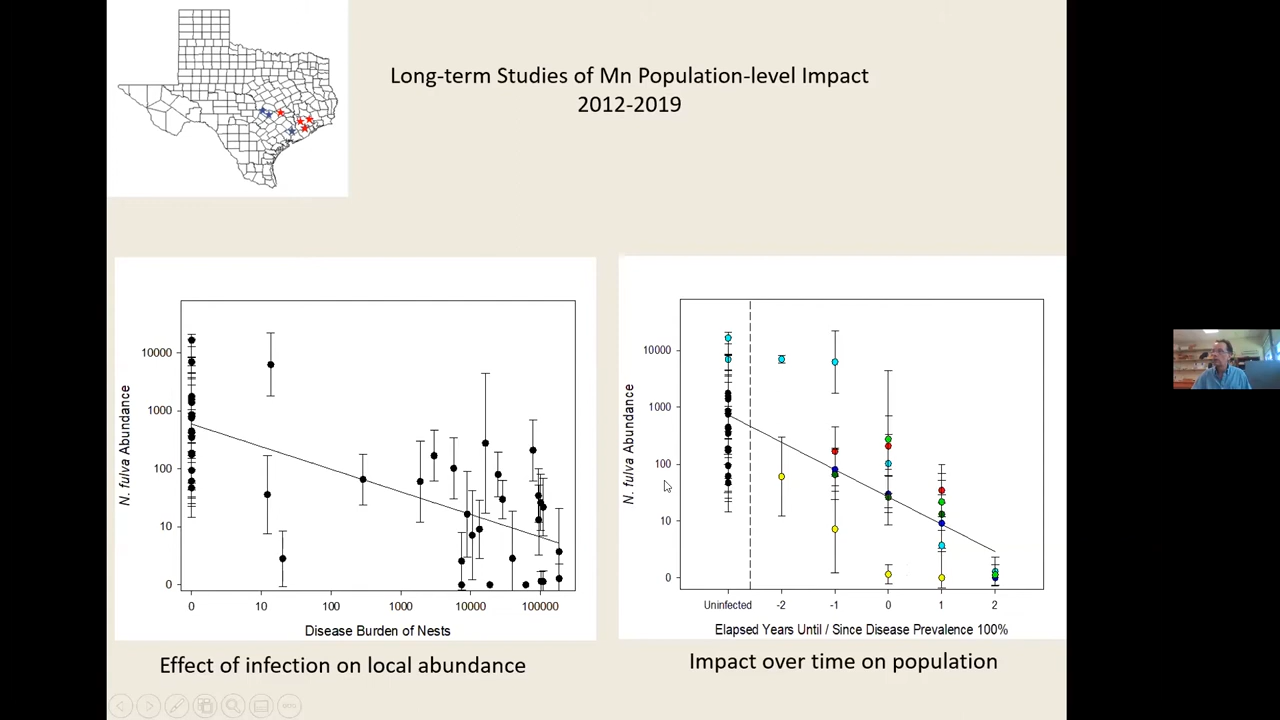 Long-term Studies of Mn Population-level Impact
2012-2019
N. fulva Abundance
10000
1000
100
10
0
0
10
100
1000
10000
100000
Disease Burden of Nests
Effect of infection on local abundance
N. fulva Abundance
10000
1000
100
10
0
Uninfected
-2
-1
0
1
2
Elapsed Years Until / Since Disease Prevalence 100%
Impact over time on population